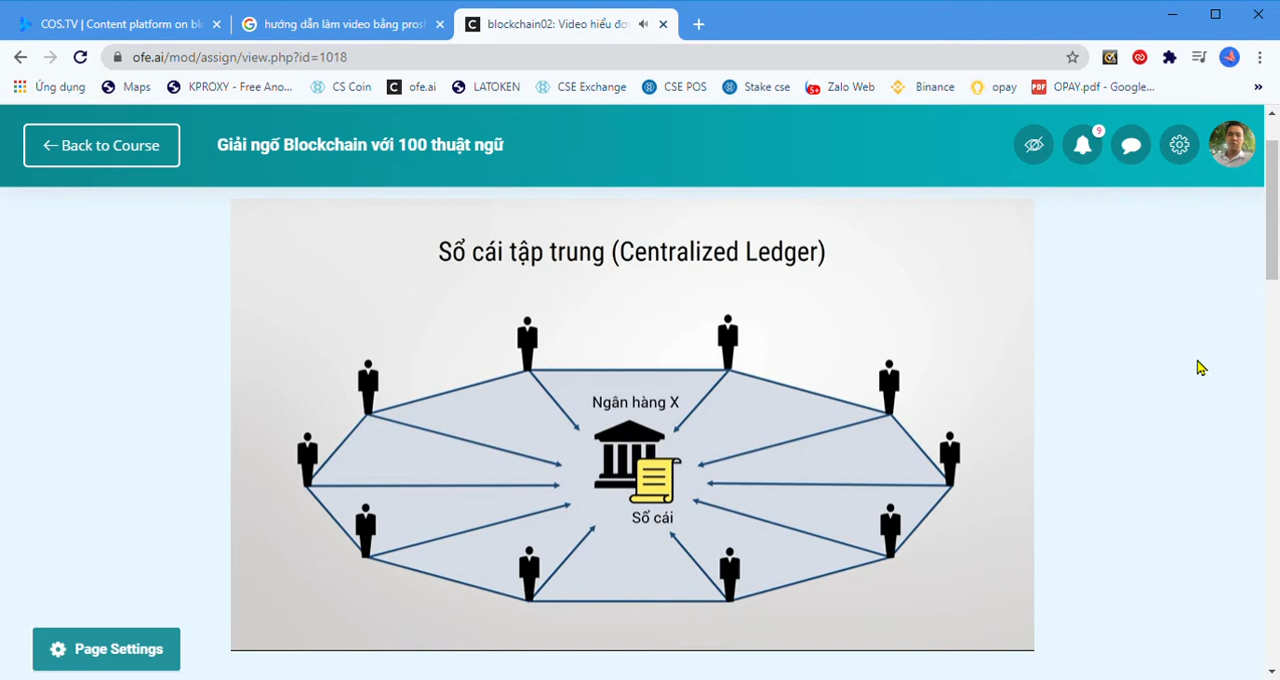 COS.TV | Content platform on blo
hướng dẫn làm video bằng prosh
blockchain02: Video hiểu đơ
ofe.ai/mod/assign/view.php?id=1018
Ứng dụng
Maps
KPROXY - Free Ano...
CS Coin
ofe.ai
LATOKEN
CSE Exchange
CSE POS
Stake cse
Zalo Web
Binance
opay
OPAY.pdf - Google...
Back to Course
Giải ngố Blockchain với 100 thuật ngữ
9
Sổ cái tập trung (Centralized Ledger)
Ngân hàng X
Sổ cái
Page Settings